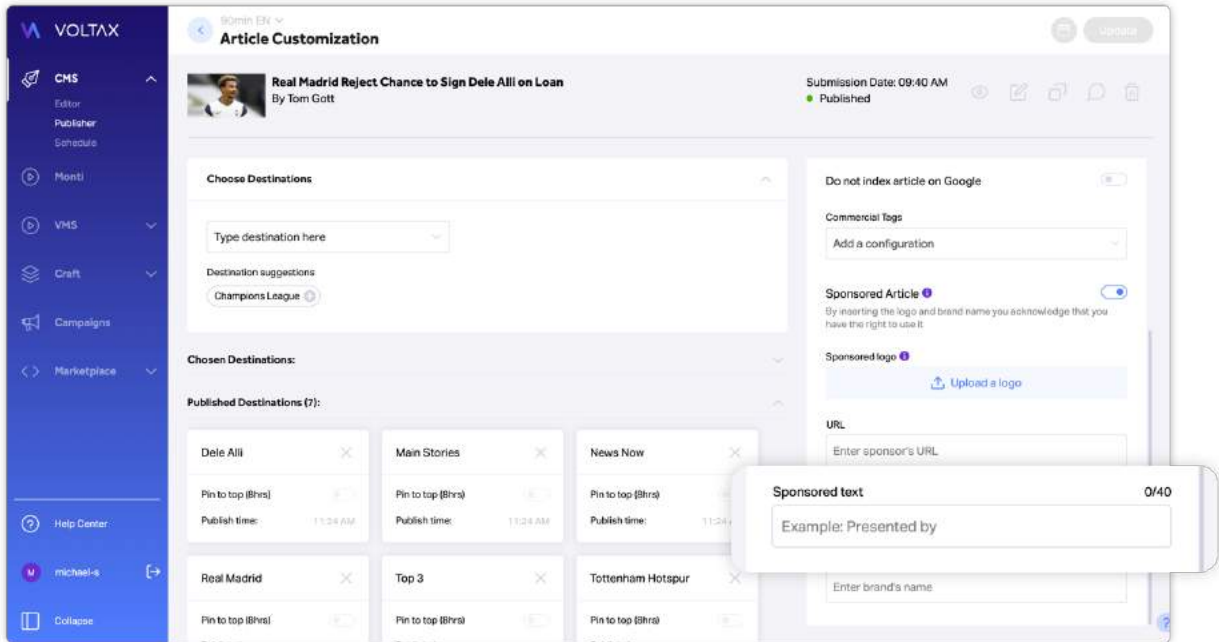 VOLTAX
CMS
Editor
Publisher
Schedule
Monti
VMS
Craft
Campaigns
Marketplace
Help Center
M
michael-s
Collapse
90min EN
Article Customization
Update
Real Madrid Reject Chance to Sign Dele Alli on Loan
By Tom Gott
Submission Date: 09:40 AM
Published
Choose Destinations
Type destination here
Destination suggestions
Champions League
Chosen Destinations:
Published Destinations (7):
Dele Alli
Pin to top (8hrs)
Publish time: 11:24 AM
Main Stories
Pin to top (8hrs)
Publish time: 11:24 AM
News Now
Pin to top (8hrs)
Publish time: 11:24
Real Madrid
Pin to top (8hrs)
Top 3
Pin to top (8hrs)
Tottenham Hotspur
Pin to top (8hrs)
Do not index article on Google
Commercial Tags
Add a configuration
Sponsored Article
By inserting the logo and brand name you acknowledge that you
have the right to use it
Sponsored logo
Upload a logo
URL
Enter sponsor's URL
Sponsored text 0/40
Example: Presented by
Enter brand's name
?